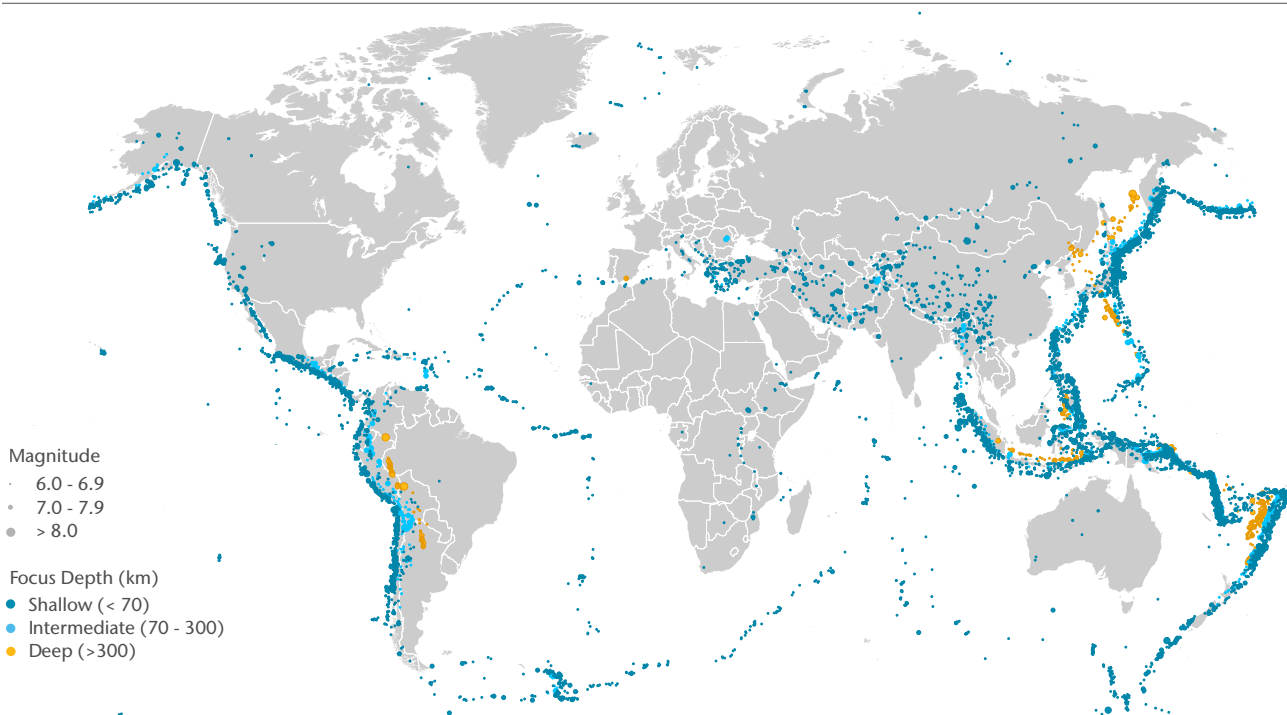 Magnitude
6.0 - 6.9
7.0 - 7.9
> 8.0
Focus Depth (km)
Shallow (< 70)
Intermediate (70 - 300)
Deep (>300)